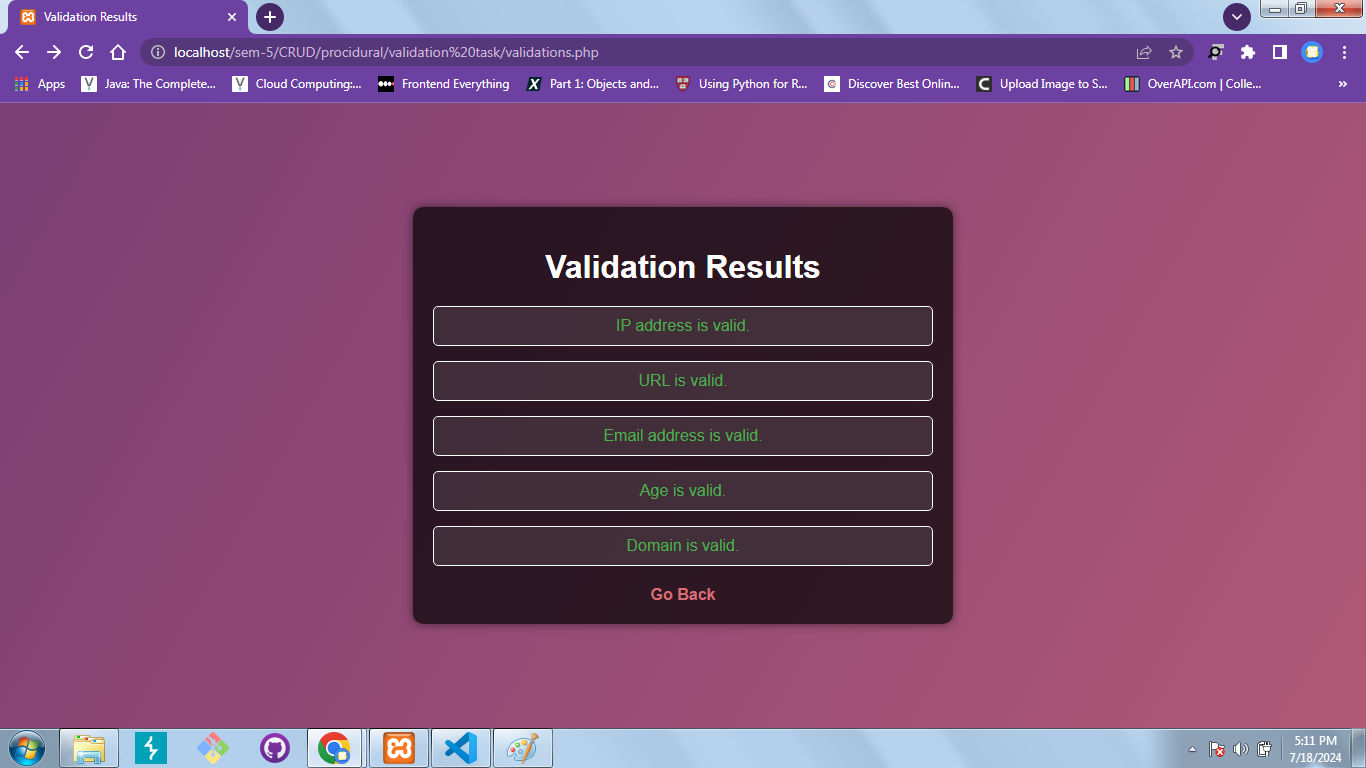 Validation Results
localhost/sem-5/CRUD/procidural/validation%20task/validations.php
Apps
Java: The Complete...
Cloud Computing:...
Frontend Everything
Part 1: Objects and...
Using Python for R...
Discover Best Onlin...
Upload Image to S...
OverAPI.com | Colle...
»
Validation Results
IP address is valid.
URL is valid.
Email address is valid.
Age is valid.
Domain is valid.
Go Back
5:11 PM
7/18/2024